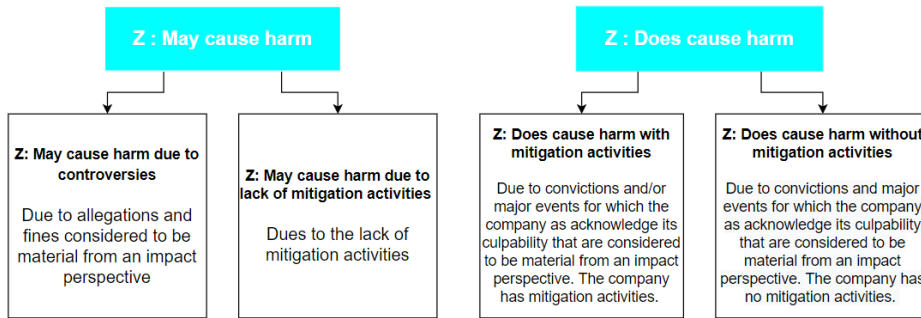 Z : May cause harm
Z : Does cause harm
Z: May cause harm due to
controversies
Due to allegations and
fines considered to be
material from an impact
perspective
Z: May cause harm due to
lack of mitigation activities
Dues to the lack of
mitigation activities
Z: Does cause harm with
mitigation activities
Due to convictions and/or
major events for which the
company as acknowledge its
culpability that are considered
to be material from an impact
perspective. The company
has mitigation activities.
Z: Does cause harm without
mitigation activities
Due to convictions and major
events for which the company
as acknowledge its culpability
that are considered to be
material from an impact
perspective. The company has
no mitigation activities.